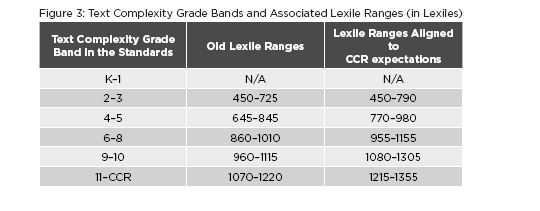 Figure 3: Text Complexity Grade Bands and Associated Lexile Ranges (in Lexiles)
Text Complexity Grade Band in the Standards | Old Lexile Ranges | Lexile Ranges Aligned to CCR expectations
K–1 N/A N/A
2–3 450–725 450–790
4–5 645–845 770–980
6–8 860–1010 955–1155
9–10 960–1115 1080–1305
11–CCR 1070–1220 1215–1355